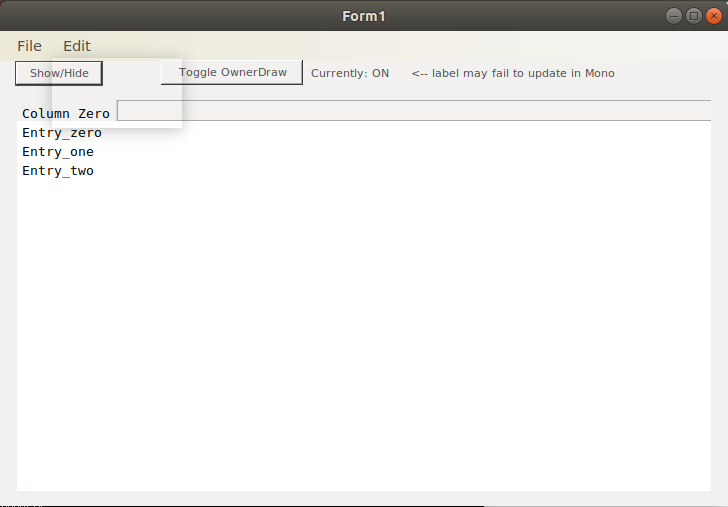 Form1
File Edit
Show/Hide Toggle OwnerDraw Currently: ON <-- label may fail to update in Mono
Column Zero
Entry_zero
Entry_one
Entry_two